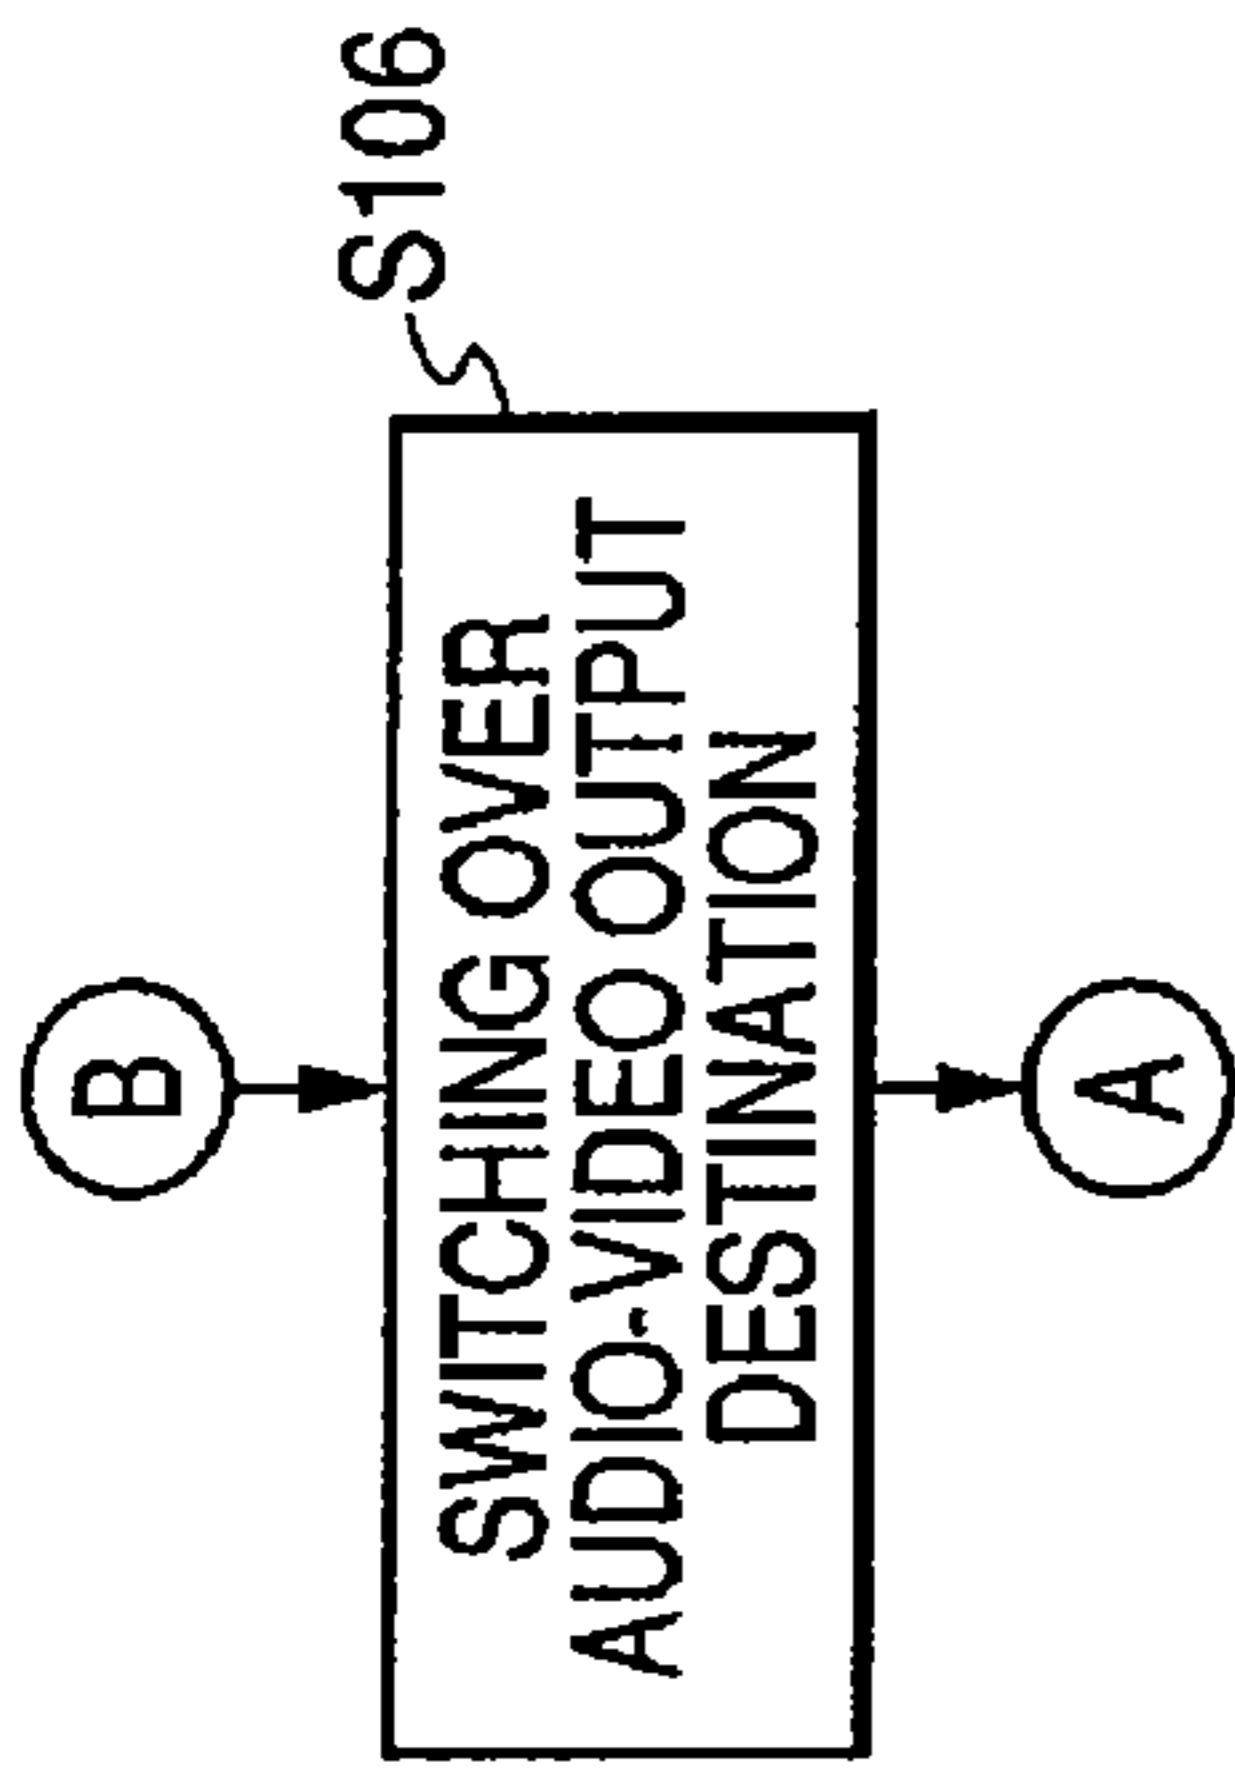 B
S106
SWITCHING OVER
AUDIO-VIDEO OUTPUT
DESTINATION
A